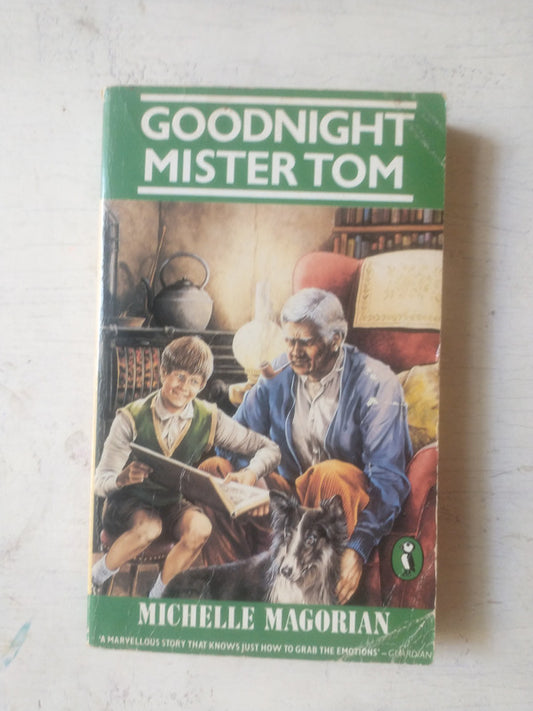 GOODNIGHT
MISTER TOM
MICHELLE MAGORIAN
'A MARVELLOUS STORY THAT KNOWS JUST HOW TO GRAB THE EMOTIONS' – GUARDIAN